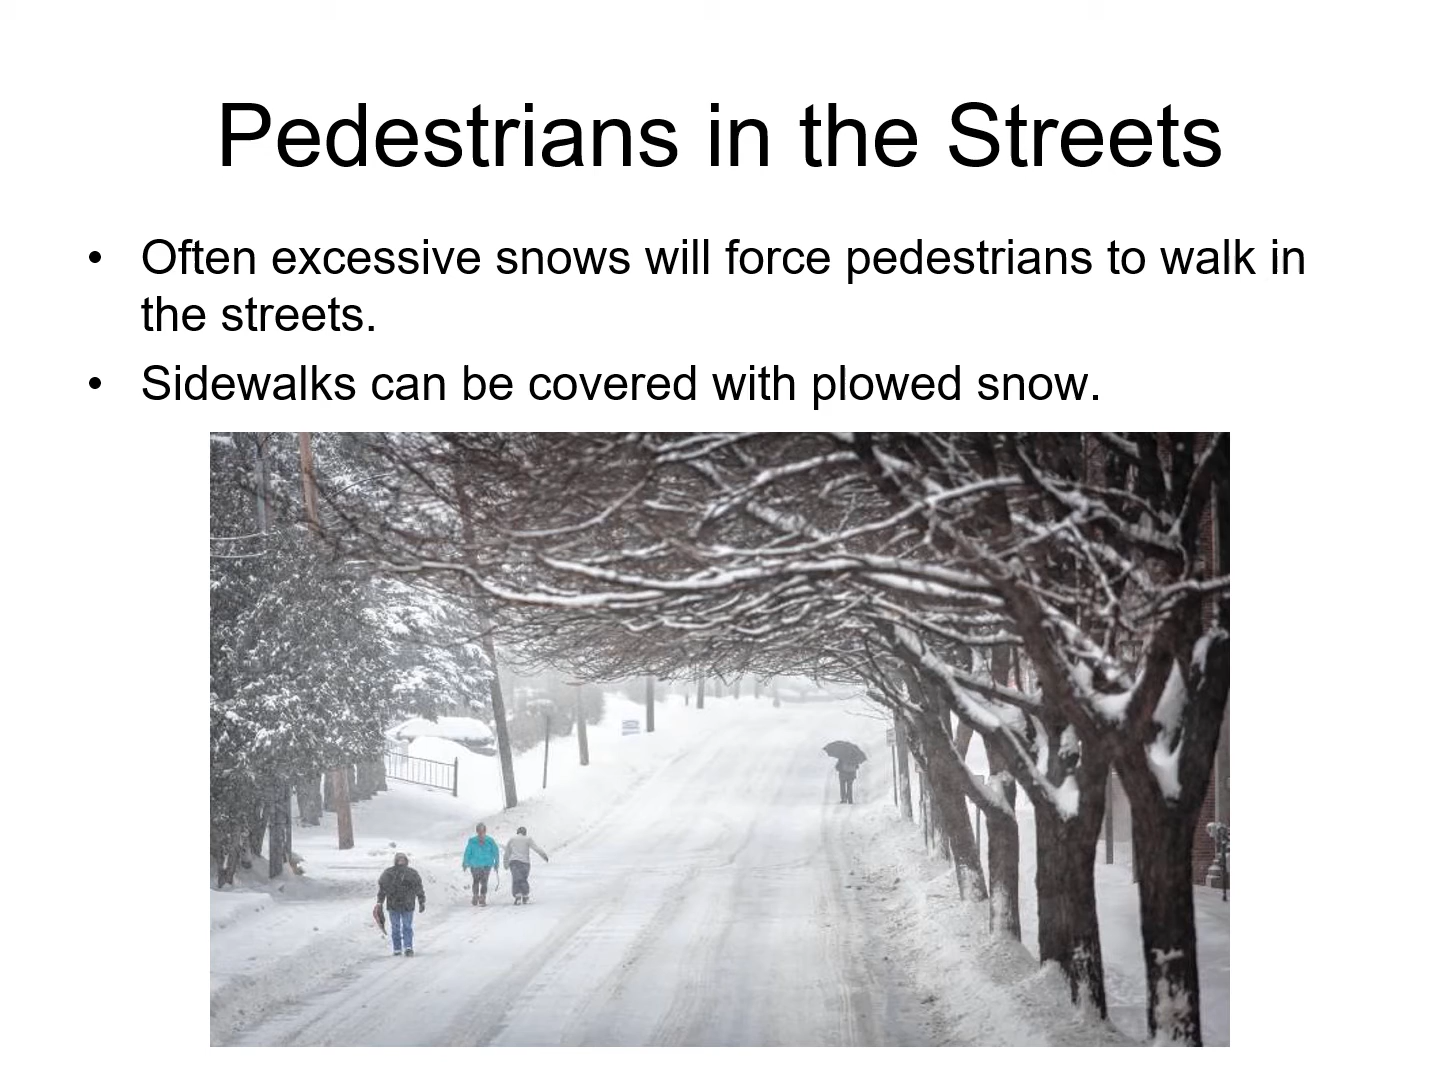 Pedestrians in the Streets
• Often excessive snows will force pedestrians to walk in
the streets.
• Sidewalks can be covered with plowed snow.